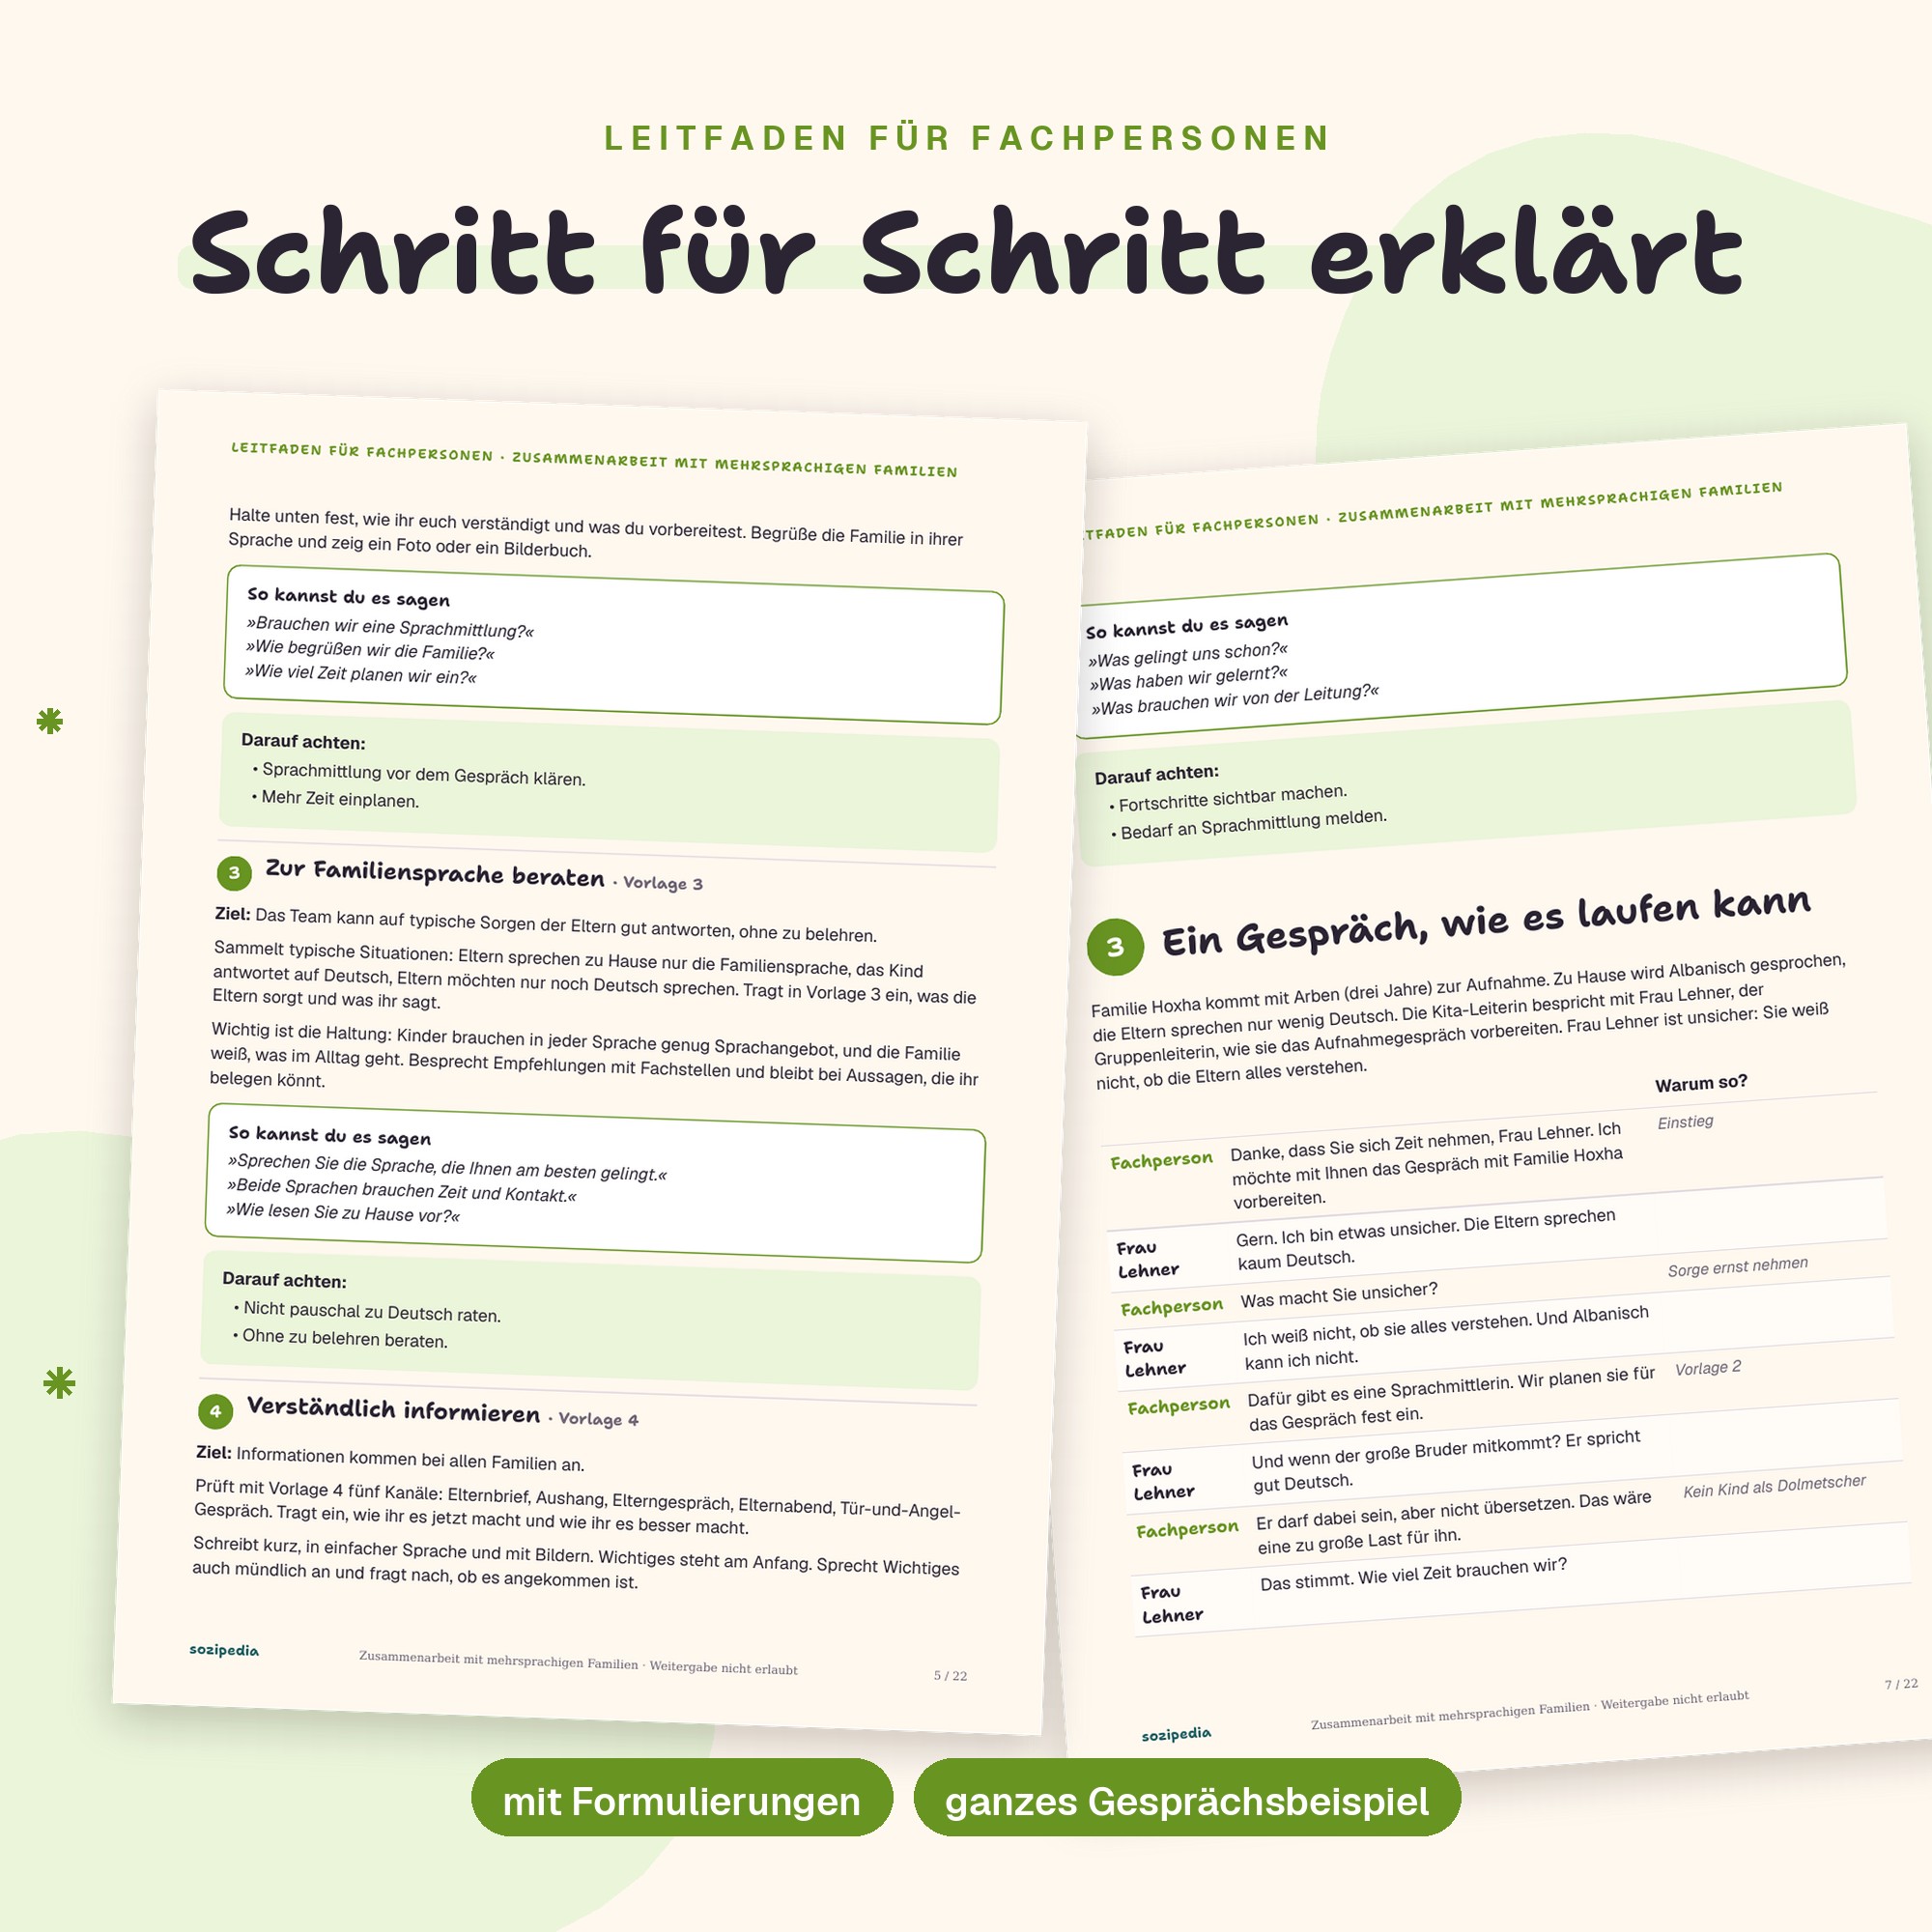 LEITFADEN FÜR FACHPERSONEN
Schritt für Schritt erklärt
LEITFADEN FÜR FACHPERSONEN · ZUSAMMENARBEIT MIT MEHRSPRACHIGEN FAMILIEN
Halte unten fest, wie ihr euch verständigt und was du vorbereitest. Begrüße die Familie in ihrer
Sprache und zeig ein Foto oder ein Bilderbuch.
So kannst du es sagen
»Brauchen wir eine Sprachmittlung?«
»Wie begrüßen wir die Familie?«
»Wie viel Zeit planen wir ein?«
Darauf achten:
• Sprachmittlung vor dem Gespräch klären.
• Mehr Zeit einplanen.
3 Zur Familiensprache beraten · Vorlage 3
Ziel: Das Team kann auf typische Sorgen der Eltern gut antworten, ohne zu belehren.
Sammelt typische Situationen: Eltern sprechen zu Hause nur die Familiensprache, das Kind
antwortet auf Deutsch, Eltern möchten nur noch Deutsch sprechen. Tragt in Vorlage 3 ein, was die
Eltern sorgt und was ihr sagt.
Wichtig ist die Haltung: Kinder brauchen in jeder Sprache genug Sprachangebot, und die Familie
weiß, was im Alltag geht. Besprecht Empfehlungen mit Fachstellen und bleibt bei Aussagen, die ihr
belegen könnt.
So kannst du es sagen
»Sprechen Sie die Sprache, die Ihnen am besten gelingt.«
»Beide Sprachen brauchen Zeit und Kontakt.«
»Wie lesen Sie zu Hause vor?«
Darauf achten:
• Nicht pauschal zu Deutsch raten.
• Ohne zu belehren beraten.
4 Verständlich informieren · Vorlage 4
Ziel: Informationen kommen bei allen Familien an.
Prüft mit Vorlage 4 fünf Kanäle: Elternbrief, Aushang, Elterngespräch, Elternabend, Tür-und-Angel-
Gespräch. Tragt ein, wie ihr es jetzt macht und wie ihr es besser macht.
Schreibt kurz, in einfacher Sprache und mit Bildern. Wichtiges steht am Anfang. Sprecht Wichtiges
auch mündlich an und fragt nach, ob es angekommen ist.
sozipedia Zusammenarbeit mit mehrsprachigen Familien · Weitergabe nicht erlaubt 5 / 22
TFADEN FÜR FACHPERSONEN · ZUSAMMENARBEIT MIT MEHRSPRACHIGEN FAMILIEN
So kannst du es sagen
»Was gelingt uns schon?«
»Was haben wir gelernt?«
»Was brauchen wir von der Leitung?«
Darauf achten:
• Fortschritte sichtbar machen.
• Bedarf an Sprachmittlung melden.
3 Ein Gespräch, wie es laufen kann
Familie Hoxha kommt mit Arben (drei Jahre) zur Aufnahme. Zu Hause wird Albanisch gesprochen,
die Eltern sprechen nur wenig Deutsch. Die Kita-Leiterin bespricht mit Frau Lehner, der
Gruppenleiterin, wie sie das Aufnahmegespräch vorbereiten. Frau Lehner ist unsicher: Sie weiß
nicht, ob die Eltern alles verstehen.
Warum so?
Fachperson Danke, dass Sie sich Zeit nehmen, Frau Lehner. Ich Einstieg
möchte mit Ihnen das Gespräch mit Familie Hoxha
vorbereiten.
Frau Gern. Ich bin etwas unsicher. Die Eltern sprechen
Lehner kaum Deutsch.
Fachperson Was macht Sie unsicher? Sorge ernst nehmen
Frau Ich weiß nicht, ob sie alles verstehen. Und Albanisch
Lehner kann ich nicht.
Fachperson Dafür gibt es eine Sprachmittlerin. Wir planen sie für Vorlage 2
das Gespräch fest ein.
Frau Und wenn der große Bruder mitkommt? Er spricht
Lehner gut Deutsch.
Fachperson Er darf dabei sein, aber nicht übersetzen. Das wäre Kein Kind als Dolmetscher
eine zu große Last für ihn.
Frau Das stimmt. Wie viel Zeit brauchen wir?
Lehner
sozipedia Zusammenarbeit mit mehrsprachigen Familien · Weitergabe nicht erlaubt 7 / 22
mit Formulierungen
ganzes Gesprächsbeispiel